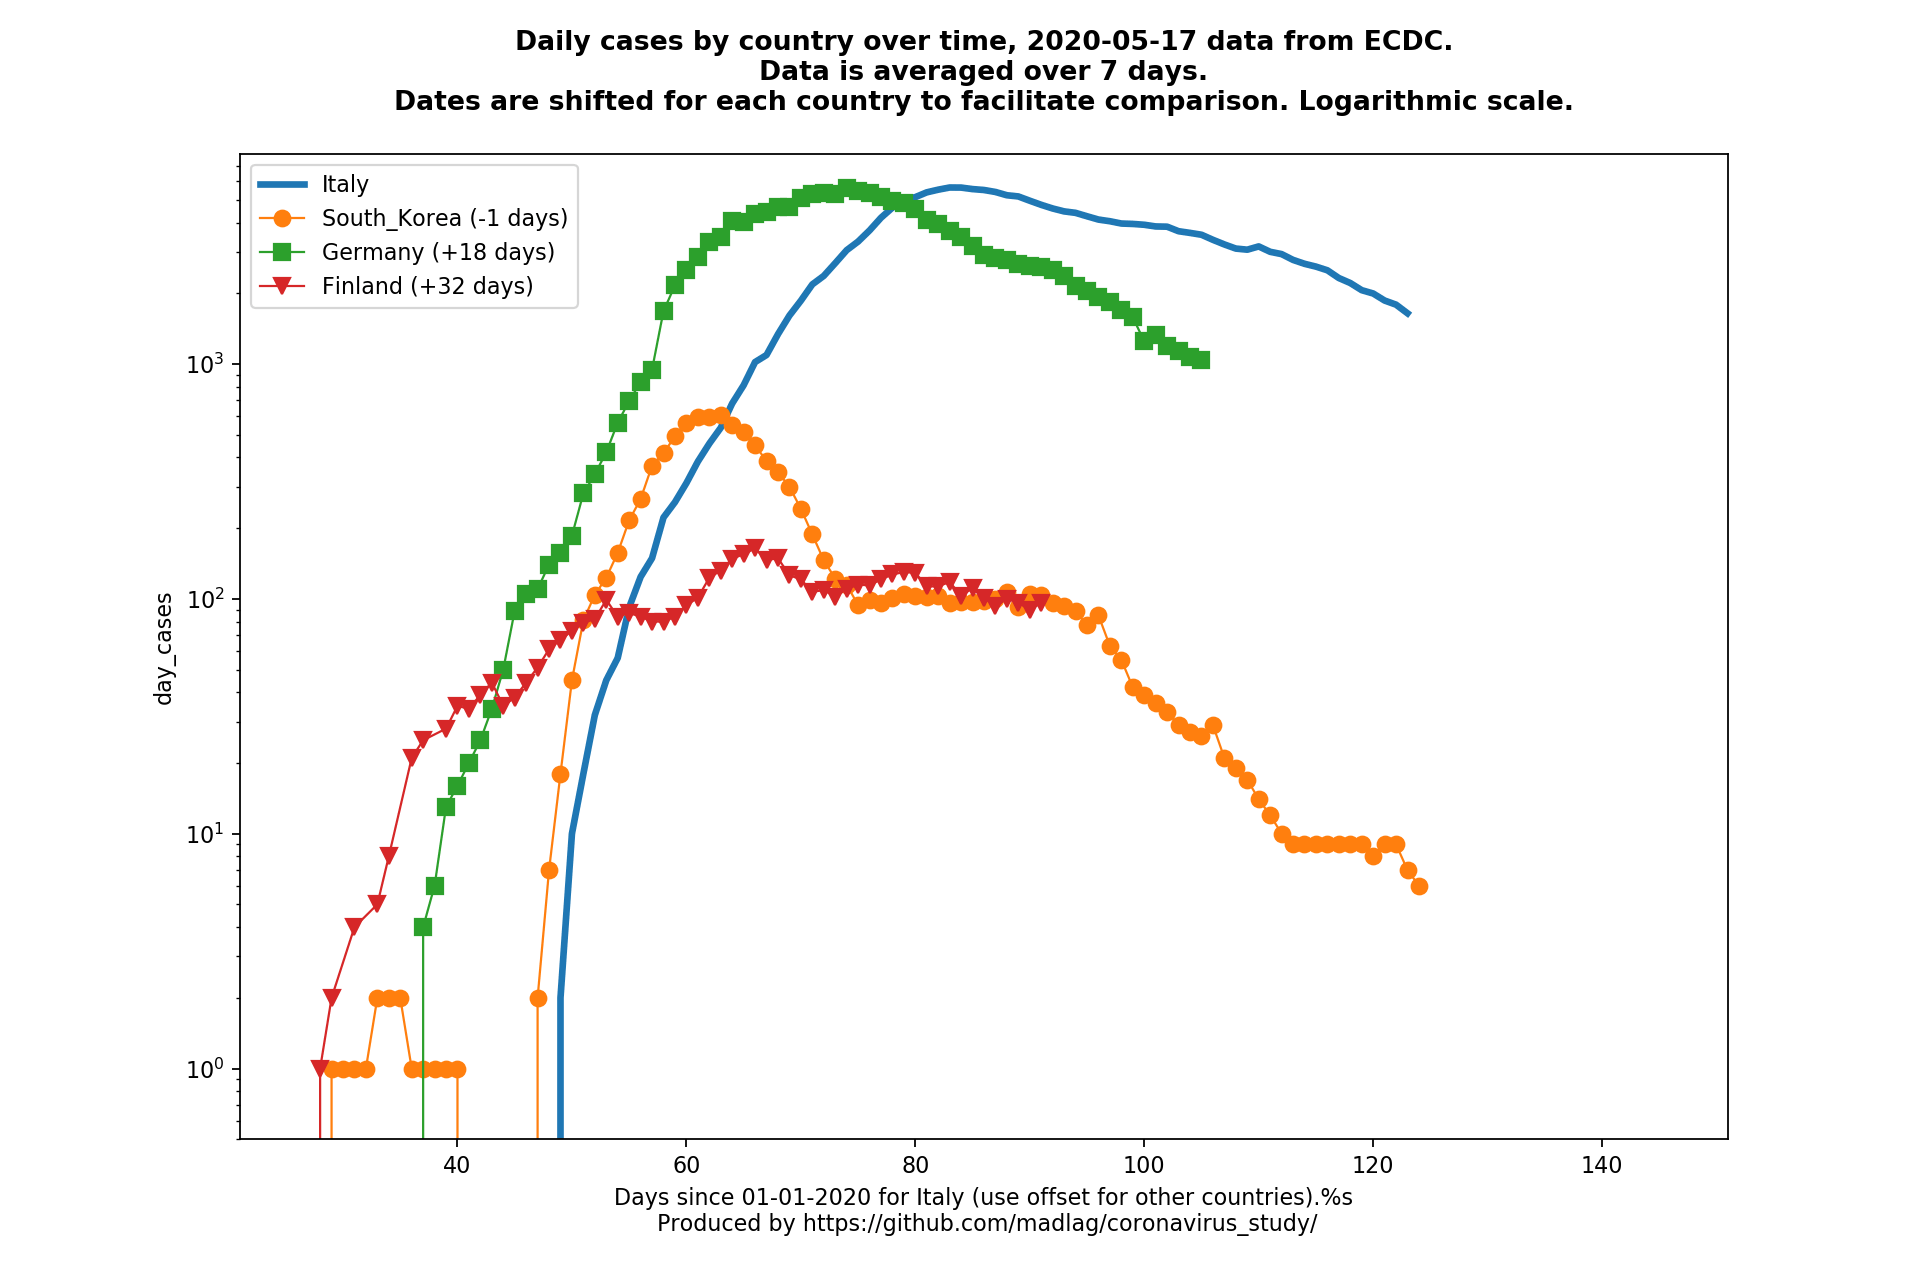 Daily cases by country over time, 2020-05-17 data from ECDC.
Data is averaged over 7 days.
Dates are shifted for each country to facilitate comparison. Logarithmic scale.
Italy
South_Korea (-1 days)
Germany (+18 days)
Finland (+32 days)
10³
10²
10¹
10⁰
day_cases
40 60 80 100 120 140
Days since 01-01-2020 for Italy (use offset for other countries).%s
Produced by https://github.com/madlag/coronavirus_study/